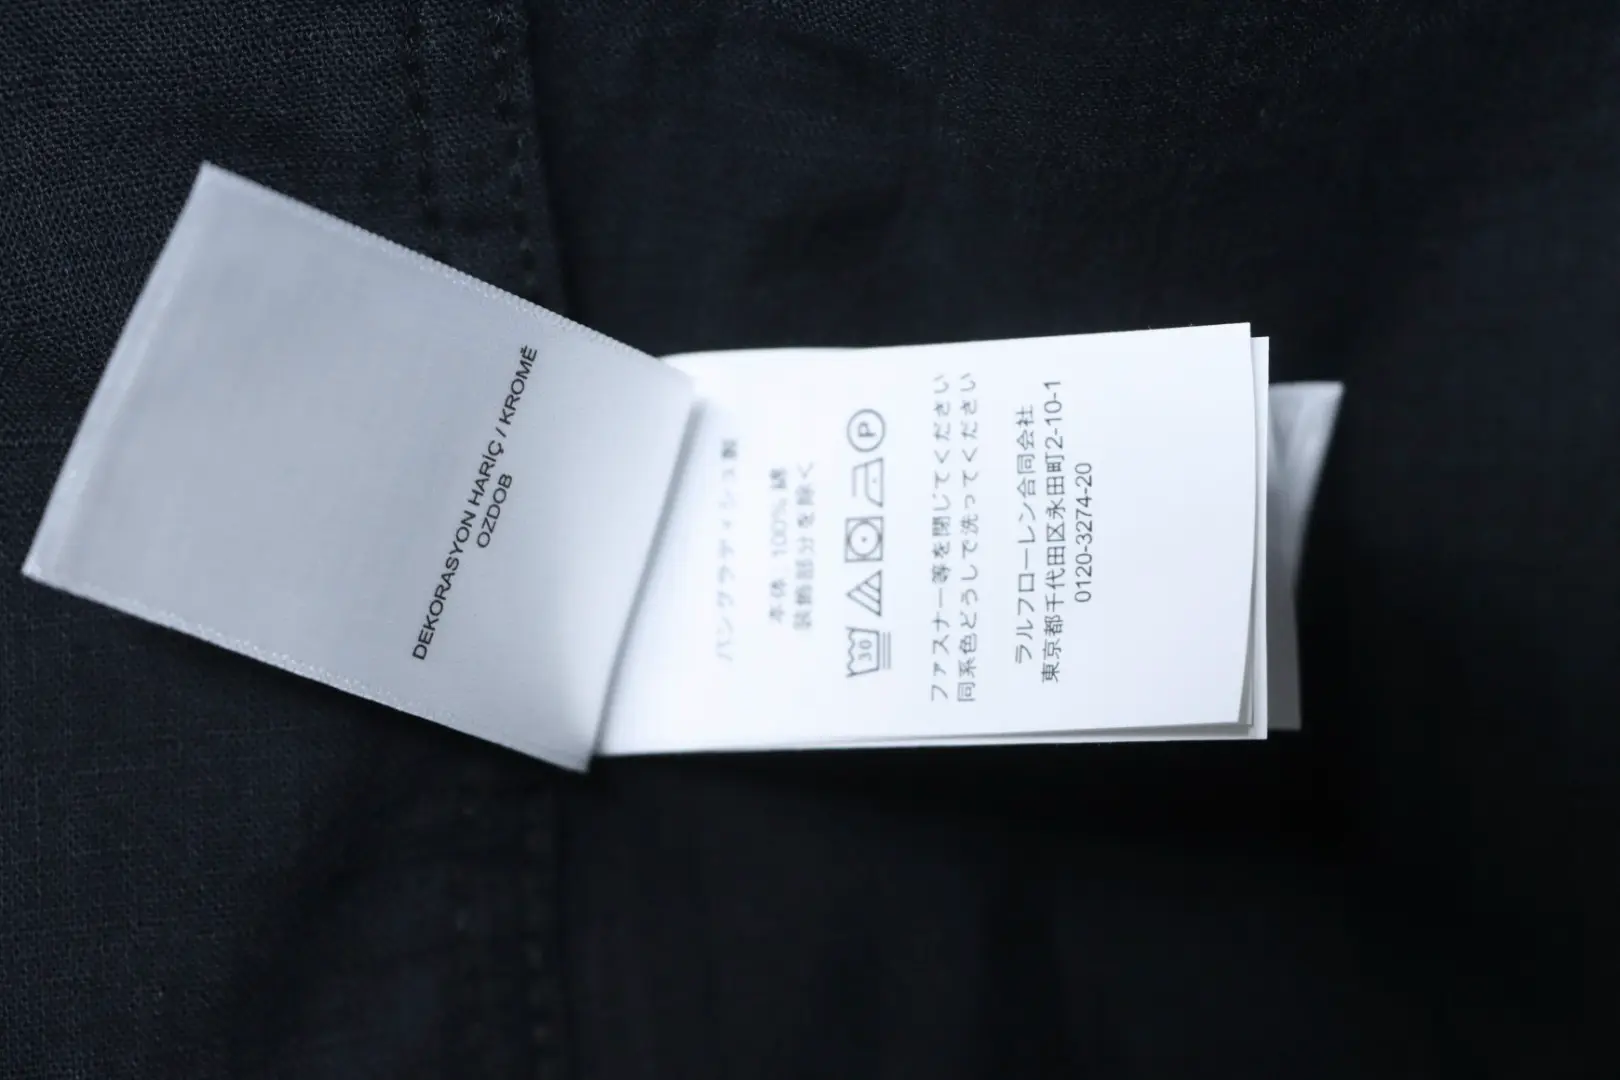 DEKORASYON HARİÇ / KROMĚ
OZDOB
バングラディシュ製
本体 100% 綿
装飾部分を除く
30
P
ファスナー等を閉じてください
同系色どうしで洗ってください
ラルフローレン合同会社
東京都千代田区永田町2-10-1
0120-3274-20